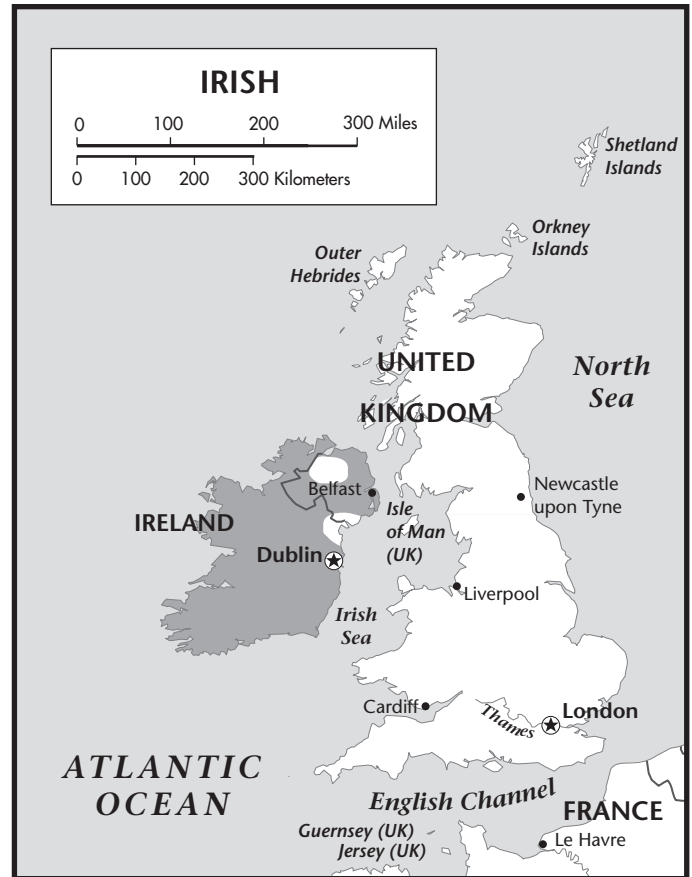 IRISH
0 100 200 300 Miles
0 100 200 300 Kilometers
Shetland
Islands
Orkney
Islands
Outer
Hebrides
UNITED
KINGDOM
North
Sea
Belfast
Newcastle
upon Tyne
Isle
of Man
(UK)
IRELAND
Dublin
Liverpool
Irish
Sea
Cardiff
Thames
London
ATLANTIC
OCEAN
English Channel
FRANCE
Guernsey (UK)
Jersey (UK)
Le Havre